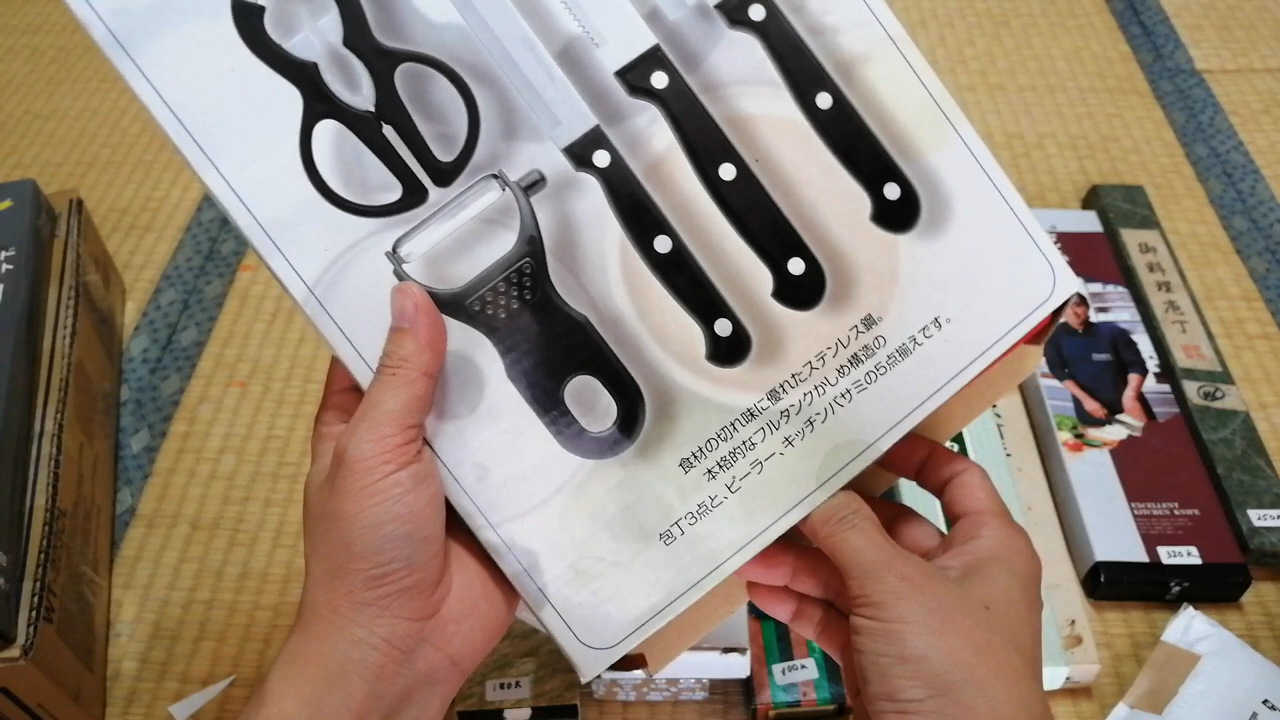 食材の切れ味に優れたステンレス鋼。
本格的なフルタングかしめ構造の
包丁3点と、ピーラー、キッチンバサミの5点揃えです。
御料理庖丁
EXCELLENT
KITCHEN KNIFE
320K
250K
180K